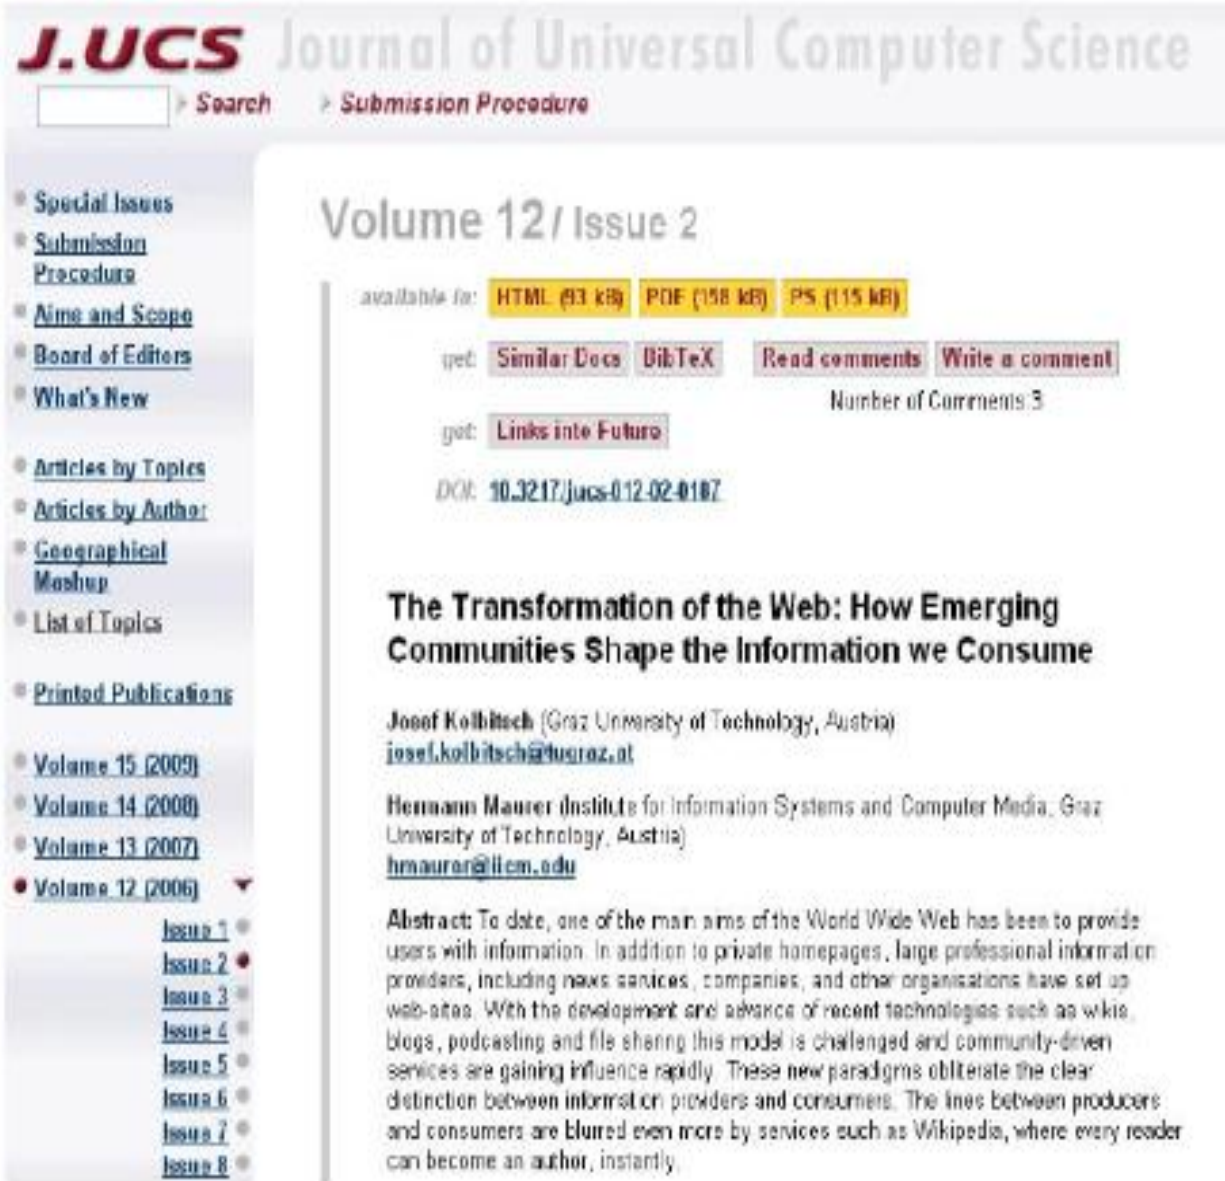 J.UCS Journal of Universal Computer Science
Search Submission Procedure
Special Issues
Submission
Procedure
Aims and Scope
Board of Editors
What's New
Articles by Topics
Articles by Author
Geographical
Mashup
List of Topics
Printed Publications
Volume 15 (2009)
Volume 14 (2008)
Volume 13 (2007)
Volume 12 (2006)
Issue 1
Issue 2
Issue 3
Issue 4
Issue 5
Issue 6
Issue 7
Issue 8
Volume 12 / Issue 2
available in: HTML (93 kB) PDF (158 kB) PS (115 kB)
get: Similar Docs BibTeX Read comments Write a comment
Number of Comments 3
get: Links into Future
DOI: 10.3217/jucs-012-02-0187
The Transformation of the Web: How Emerging
Communities Shape the Information we Consume
Josef Kolbitsch (Graz University of Technology, Austria)
josef.kolbitsch@tugraz.at
Hermann Maurer (Institute for Information Systems and Computer Media, Graz
University of Technology, Austria)
hmaurer@iicm.edu
Abstract: To date, one of the main aims of the World Wide Web has been to provide
users with information. In addition to private homepages, large professional information
providers, including news services, companies, and other organisations have set up
web-sites. With the development and advance of recent technologies such as wikis,
blogs, podcasting and file sharing this model is challenged and community-driven
services are gaining influence rapidly. These new paradigms obliterate the clear
distinction between information providers and consumers. The lines between producers
and consumers are blurred even more by services such as Wikipedia, where every reader
can become an author, instantly.